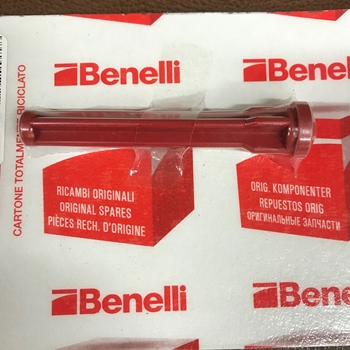 Benelli
Benelli
CARTONE TOTALM
RICICLATO
RICAMBI ORIGINALI
ORIGINAL SPARES
PIÈCES RECH. D'ORIGINE
ORIG. KOMPONENTER
REPUESTOS ORIG
ОРИГИНАЛЬНЫЕ ЗАПЧАСТИ
Benelli
Benel